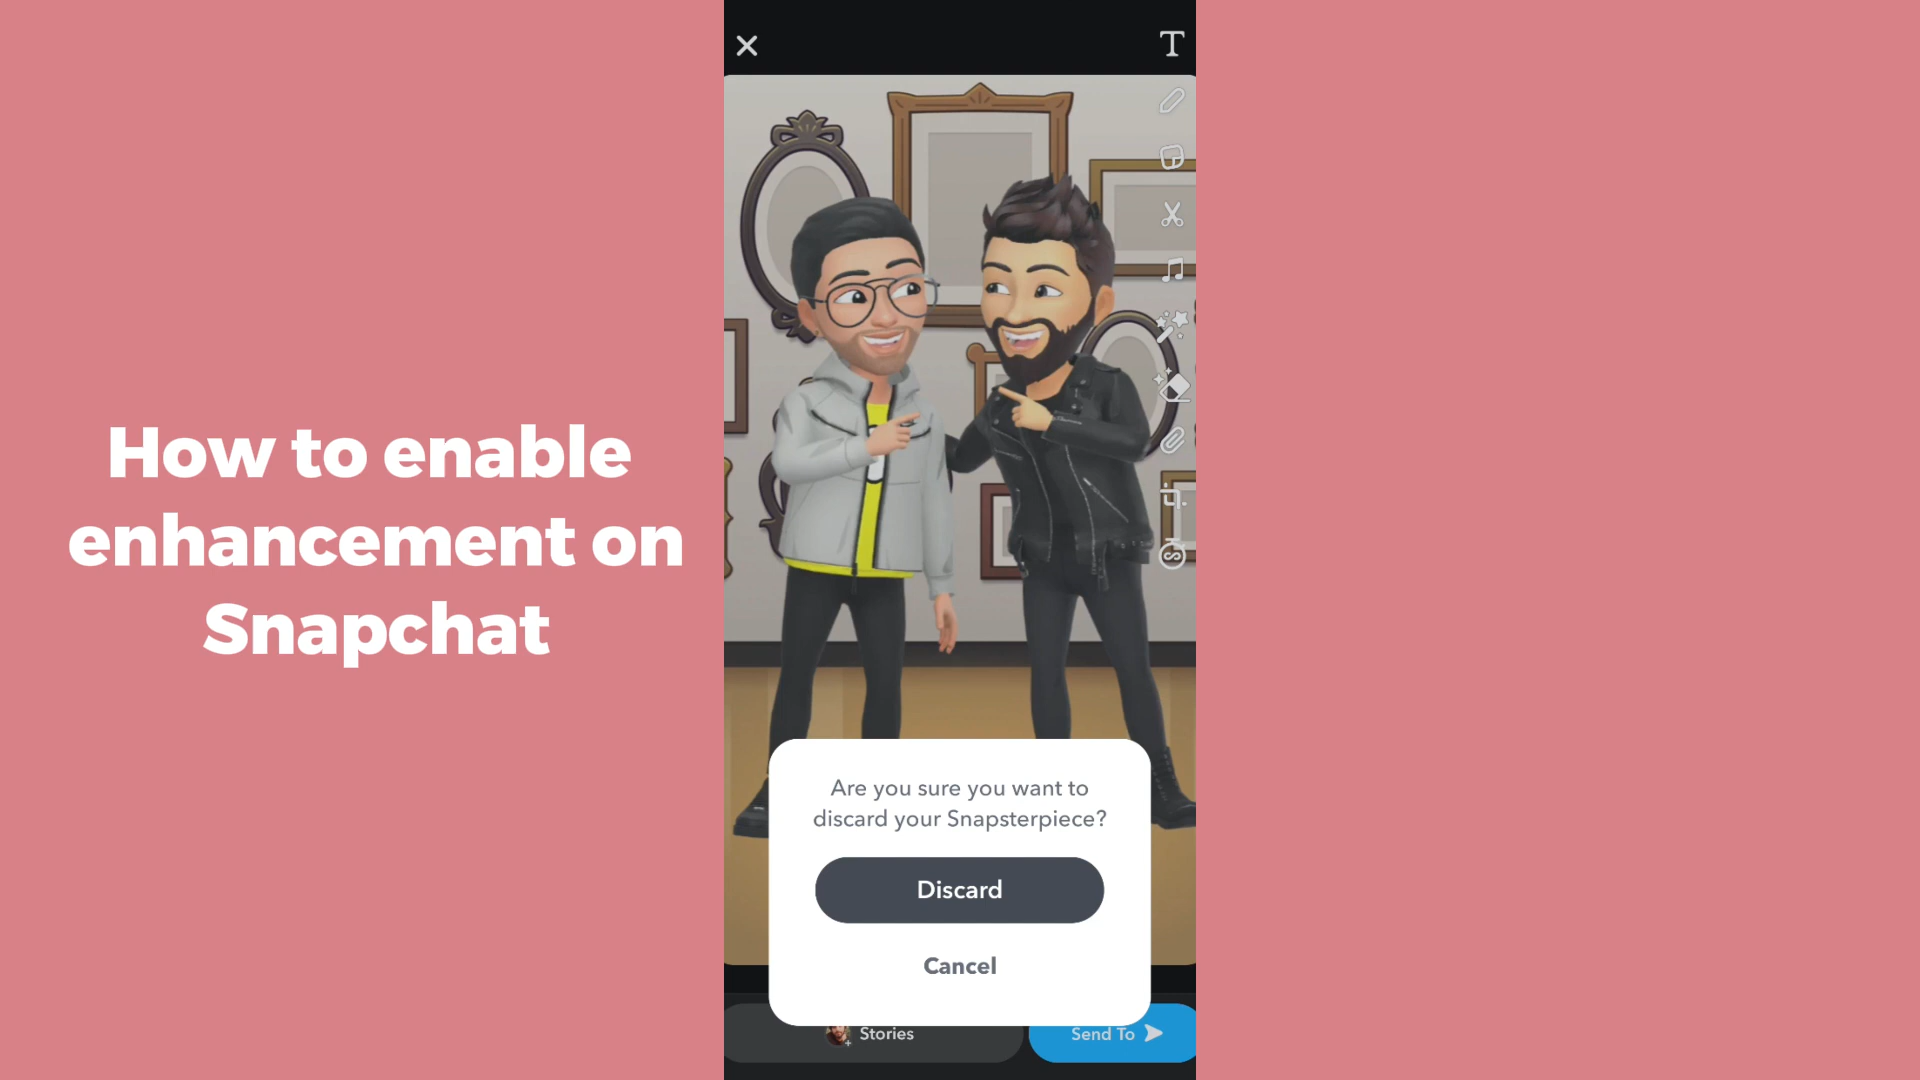 How to enable
enhancement on
Snapchat
T
Are you sure you want to
discard your Snapsterpiece?
Discard
Cancel
Stories
Send To